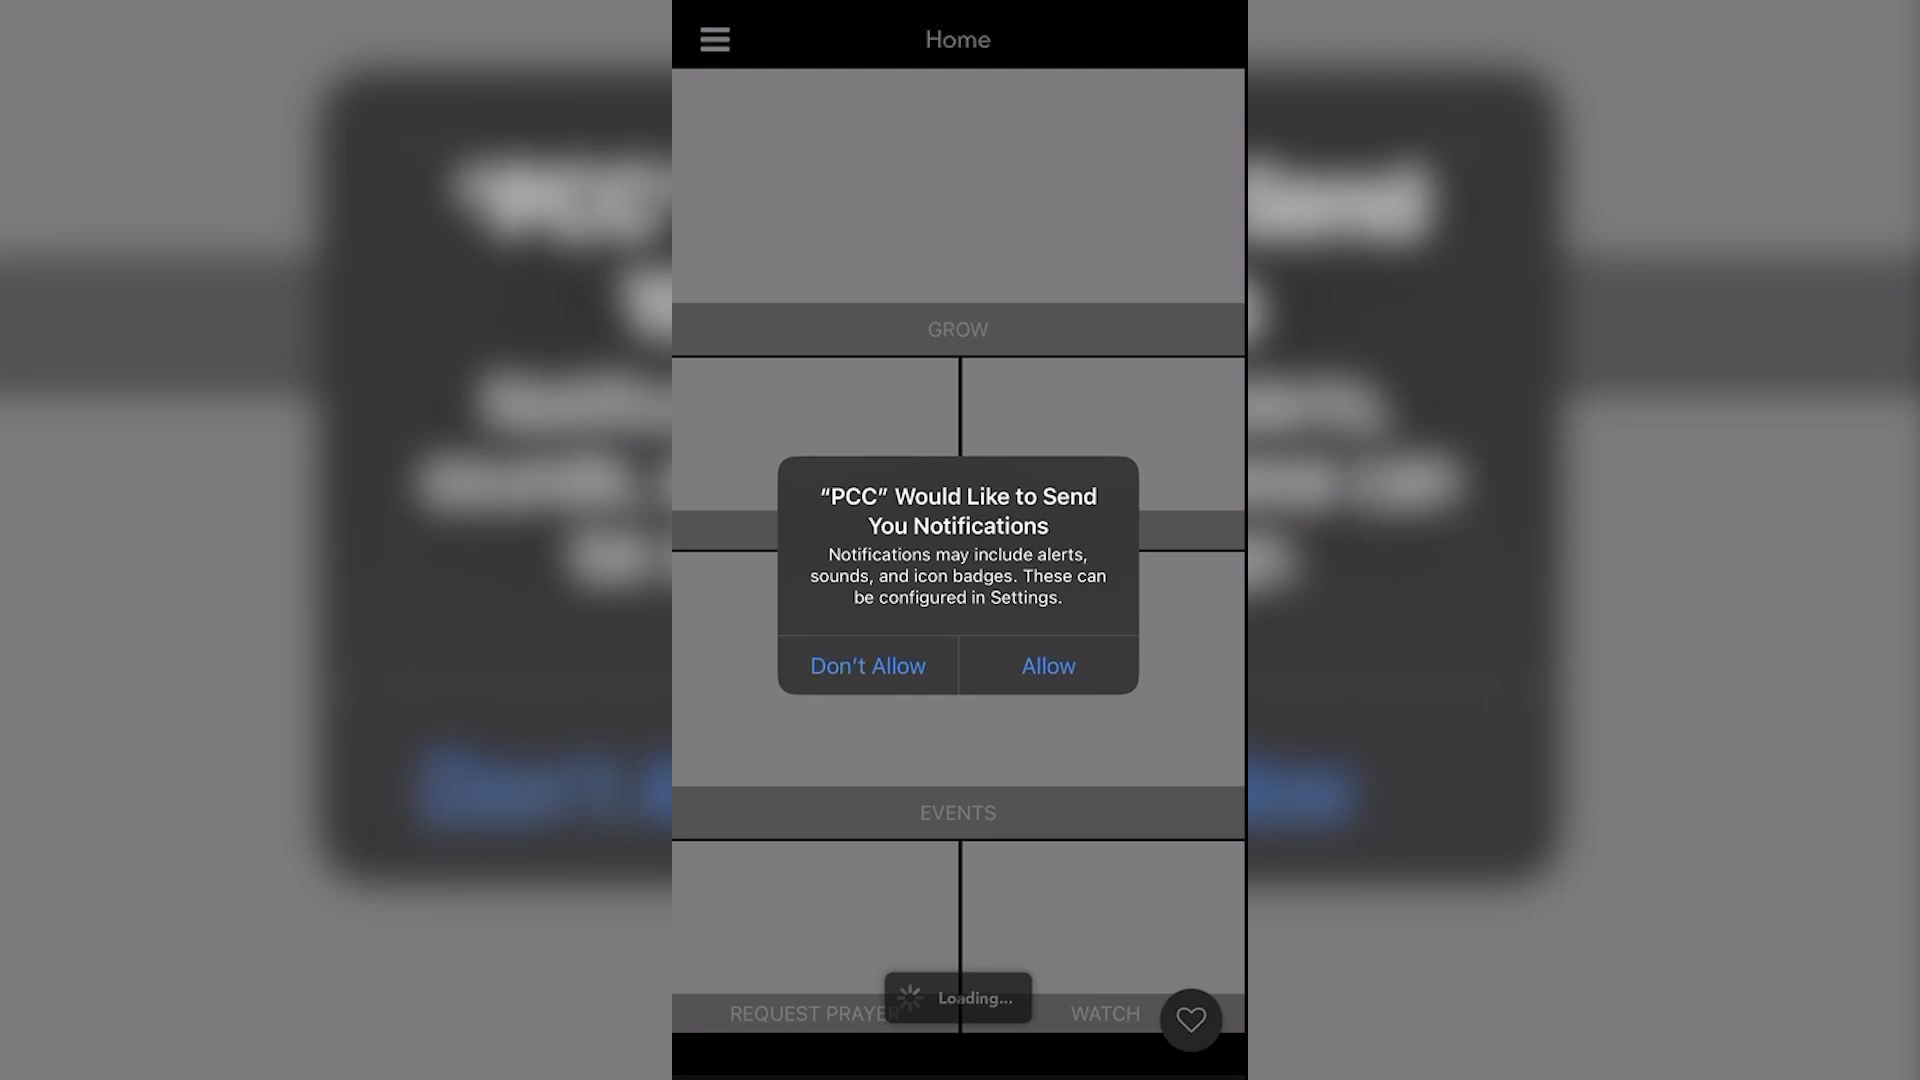 Home
GROW
“PCC” Would Like to Send
You Notifications
Notifications may include alerts,
sounds, and icon badges. These can
be configured in Settings.
Don’t Allow
Allow
EVENTS
Loading...
REQUEST PRAYER
WATCH